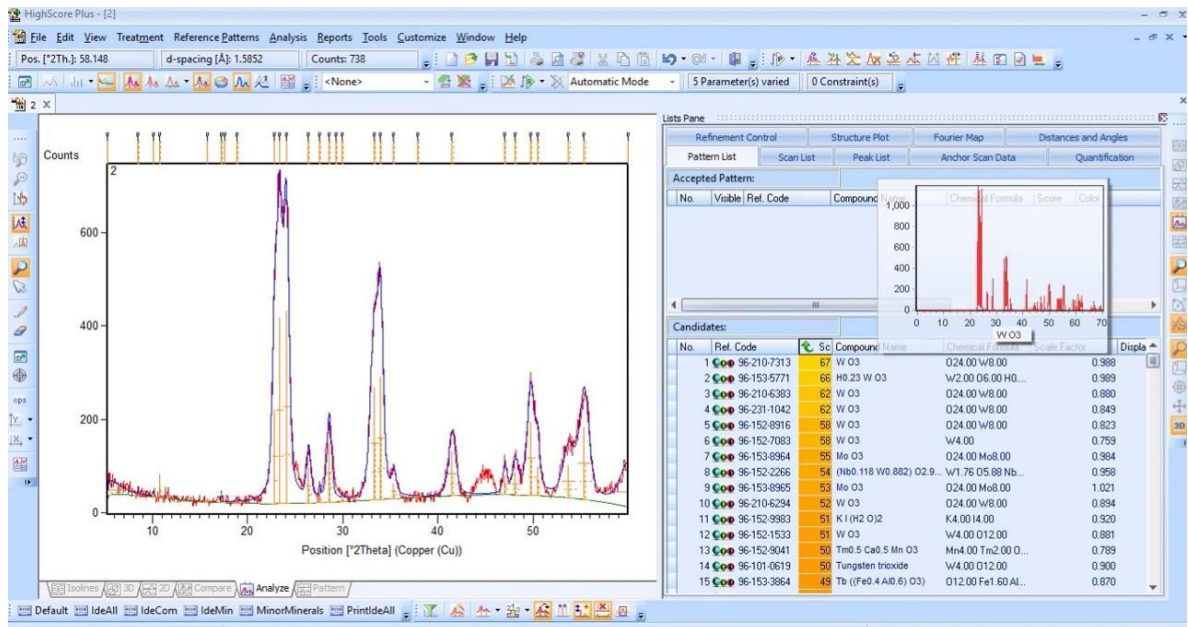 HighScore Plus - [2]
File Edit View Treatment Reference Patterns Analysis Reports Tools Customize Window Help
Pos. [°2Th.]: 58.148 d-spacing [Å]: 1.5852 Counts: 738
<None> Automatic Mode 5 Parameter(s) varied 0 Constraint(s)
2 X
Lists Pane
Refinement Control Structure Plot Fourier Map Distances and Angles
Pattern List Scan List Peak List Anchor Scan Data Quantification
Accepted Pattern:
No. Visible Ref. Code Compound Name Chemical Formula Score Color
1,000
800
600
400
200
0
0 10 20 30 40 50 60 70
W O3
Candidates:
No. Ref. Code Sc Compound Name Chemical Formula Scale Factor Displa
1 96-210-7313 67 W O3 O24.00 W8.00 0.988
2 96-153-5771 66 H0.23 W O3 W2.00 O6.00 H0.... 0.989
3 96-210-6383 62 W O3 O24.00 W8.00 0.880
4 96-231-1042 62 W O3 O24.00 W8.00 0.849
5 96-152-8916 58 W O3 O24.00 W8.00 0.823
6 96-152-7083 58 W O3 W4.00 0.759
7 96-153-8964 55 Mo O3 O24.00 Mo8.00 0.984
8 96-152-2266 54 (Nb0.118 W0.882) O2.9... W1.76 O5.88 Nb... 0.958
9 96-153-8965 53 Mo O3 O24.00 Mo8.00 1.021
10 96-210-6294 52 W O3 O24.00 W8.00 0.894
11 96-152-9983 51 K I (H2 O)2 K4.00 I4.00 0.920
12 96-152-1533 51 W O3 W4.00 O12.00 0.881
13 96-152-9041 50 Tm0.5 Ca0.5 Mn O3 Mn4.00 Tm2.00 O... 0.789
14 96-101-0619 50 Tungsten trioxide W4.00 O12.00 0.900
15 96-153-3864 49 Tb ((Fe0.4 Al0.6) O3) O12.00 Fe1.60 Al... 0.870
Counts
2
600
400
200
0
10 20 30 40 50
Position [°2Theta] (Copper (Cu))
cps
3D
Isolines 3D 2D Compare Analyze Pattern
Default IdeAll IdeCom IdeMin MinorMinerals PrintIdeAll